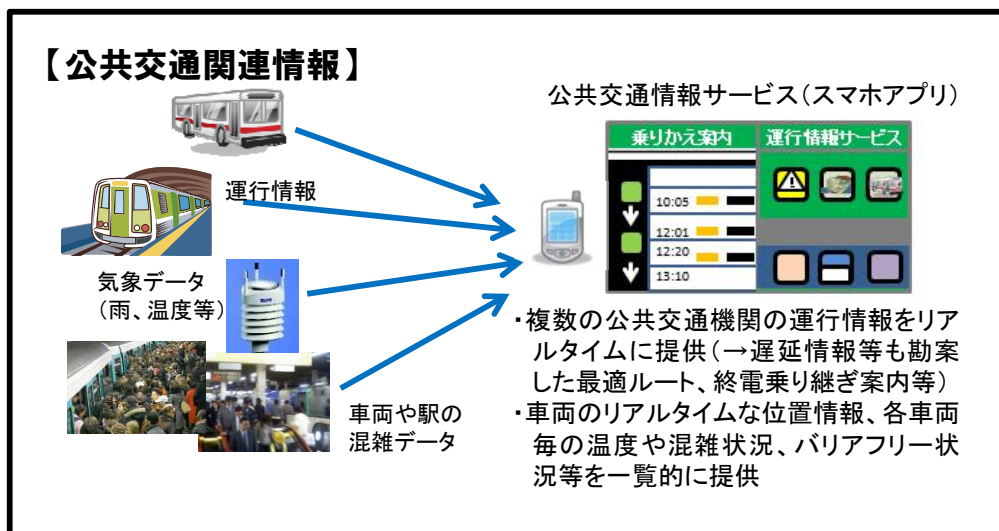 【公共交通関連情報】
公共交通情報サービス（スマホアプリ）
乗りかえ案内
運行情報サービス
10:05
12:01
12:20
13:10
運行情報
気象データ
（雨、温度等）
車両や駅の
混雑データ
・複数の公共交通機関の運行情報をリア
ルタイムに提供（→遅延情報等も勘案
した最適ルート、終電乗り継ぎ案内等）
・車両のリアルタイムな位置情報、各車両
毎の温度や混雑状況、バリアフリー状
況等を一覧的に提供